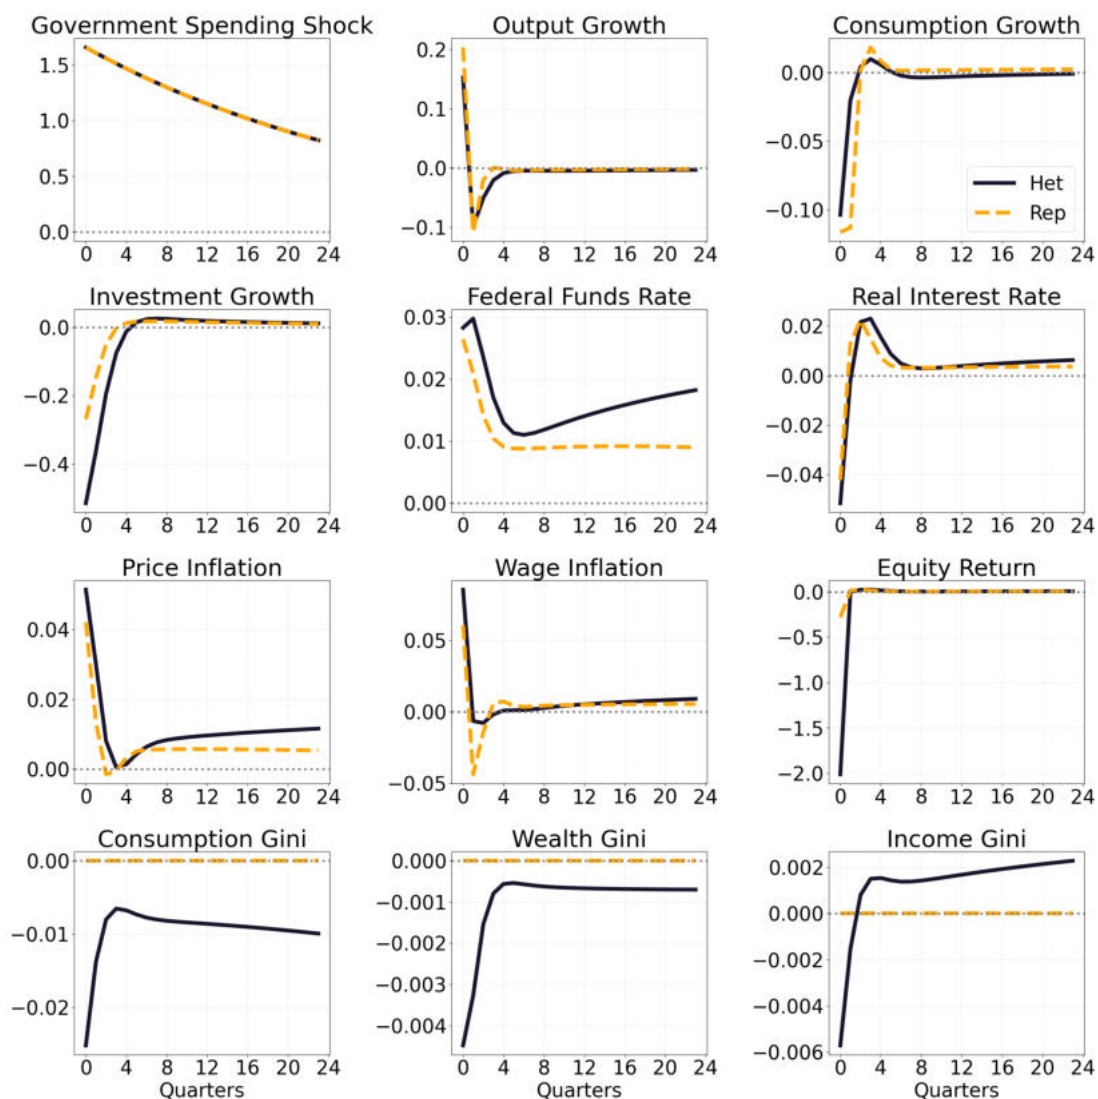 Government Spending Shock
1.5
1.0
0.5
0.0
0 4 8 12 16 20 24
Output Growth
0.2
0.1
0.0
−0.1
0 4 8 12 16 20 24
Consumption Growth
0.00
−0.05
−0.10
Het
Rep
0 4 8 12 16 20 24
Investment Growth
0.0
−0.2
−0.4
0 4 8 12 16 20 24
Federal Funds Rate
0.03
0.02
0.01
0.00
0 4 8 12 16 20 24
Real Interest Rate
0.02
0.00
−0.02
−0.04
0 4 8 12 16 20 24
Price Inflation
0.04
0.02
0.00
0 4 8 12 16 20 24
Wage Inflation
0.05
0.00
−0.05
0 4 8 12 16 20 24
Equity Return
0.0
−0.5
−1.0
−1.5
−2.0
0 4 8 12 16 20 24
Consumption Gini
0.00
−0.01
−0.02
0 4 8 12 16 20 24
Quarters
Wealth Gini
0.000
−0.001
−0.002
−0.003
−0.004
0 4 8 12 16 20 24
Quarters
Income Gini
0.002
0.000
−0.002
−0.004
−0.006
0 4 8 12 16 20 24
Quarters